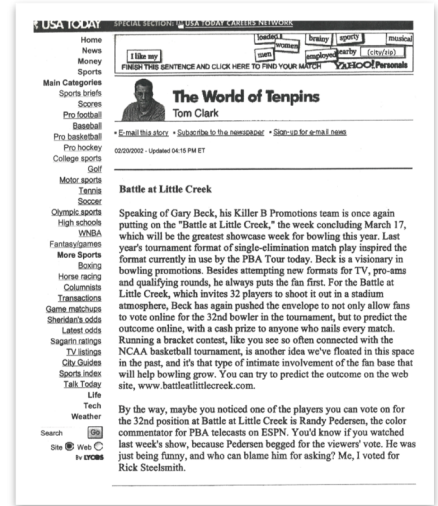 USA TODAY
SPECIAL SECTION: USA TODAY CAREERS NETWORK
Home
News
Money
Sports
Main Categories
Sports briefs
Scores
Pro football
Baseball
Pro basketball
Pro hockey
College sports
Golf
Motor sports
Tennis
Soccer
Olympic sports
High schools
WNBA
Fantasy/games
More Sports
Boxing
Horse racing
Columnists
Transactions
Game matchups
Sheridan's odds
Latest odds
Sagarin ratings
TV listings
City Guides
Sports index
Talk Today
Life
Tech
Weather
Search Go
Site Web
By LYCOS
I like my
loaded
women
men
brainy
sporty
musical
employed
nearby
(city/zip)
FINISH THIS SENTENCE AND CLICK HERE TO FIND YOUR MATCH YAHOO! Personals
The World of Tenpins
Tom Clark
• E-mail this story • Subscribe to the newspaper • Sign-up for e-mail news
02/20/2002 - Updated 04:15 PM ET
Battle at Little Creek
Speaking of Gary Beck, his Killer B Promotions team is once again
putting on the "Battle at Little Creek," the week concluding March 17,
which will be the greatest showcase week for bowling this year. Last
year's tournament format of single-elimination match play inspired the
format currently in use by the PBA Tour today. Beck is a visionary in
bowling promotions. Besides attempting new formats for TV, pro-ams
and qualifying rounds, he always puts the fan first. For the Battle at
Little Creek, which invites 32 players to shoot it out in a stadium
atmosphere, Beck has again pushed the envelope to not only allow fans
to vote online for the 32nd bowler in the tournament, but to predict the
outcome online, with a cash prize to anyone who nails every match.
Running a bracket contest, like you see so often connected with the
NCAA basketball tournament, is another idea we've floated in this space
in the past, and it's that type of intimate involvement of the fan base that
will help bowling grow. You can try to predict the outcome on the web
site, www.battleatlittlecreek.com.
By the way, maybe you noticed one of the players you can vote on for
the 32nd position at Battle at Little Creek is Randy Pedersen, the color
commentator for PBA telecasts on ESPN. You'd know if you watched
last week's show, because Pedersen begged for the viewers' vote. He was
just being funny, and who can blame him for asking? Me, I voted for
Rick Steelsmith.